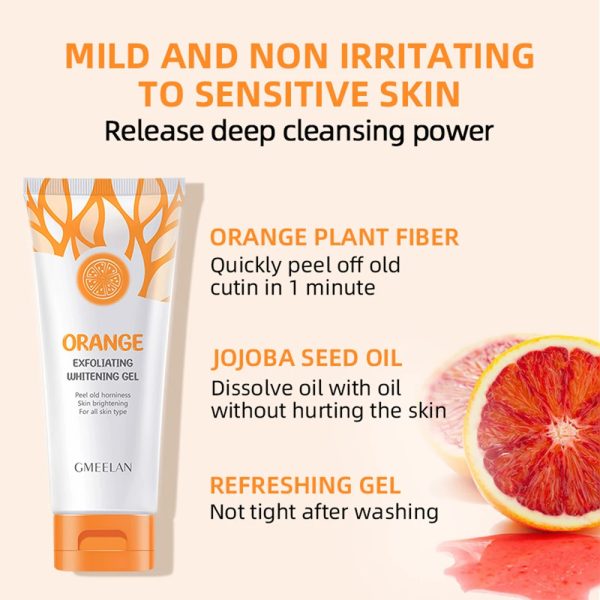 MILD AND NON IRRITATING
TO SENSITIVE SKIN
Release deep cleansing power
ORANGE
EXFOLIATING
WHITENING GEL
Peel old horniness
Skin brightening
For all skin type
GMEELAN
ORANGE PLANT FIBER
Quickly peel off old
cutin in 1 minute
JOJOBA SEED OIL
Dissolve oil with oil
without hurting the skin
REFRESHING GEL
Not tight after washing